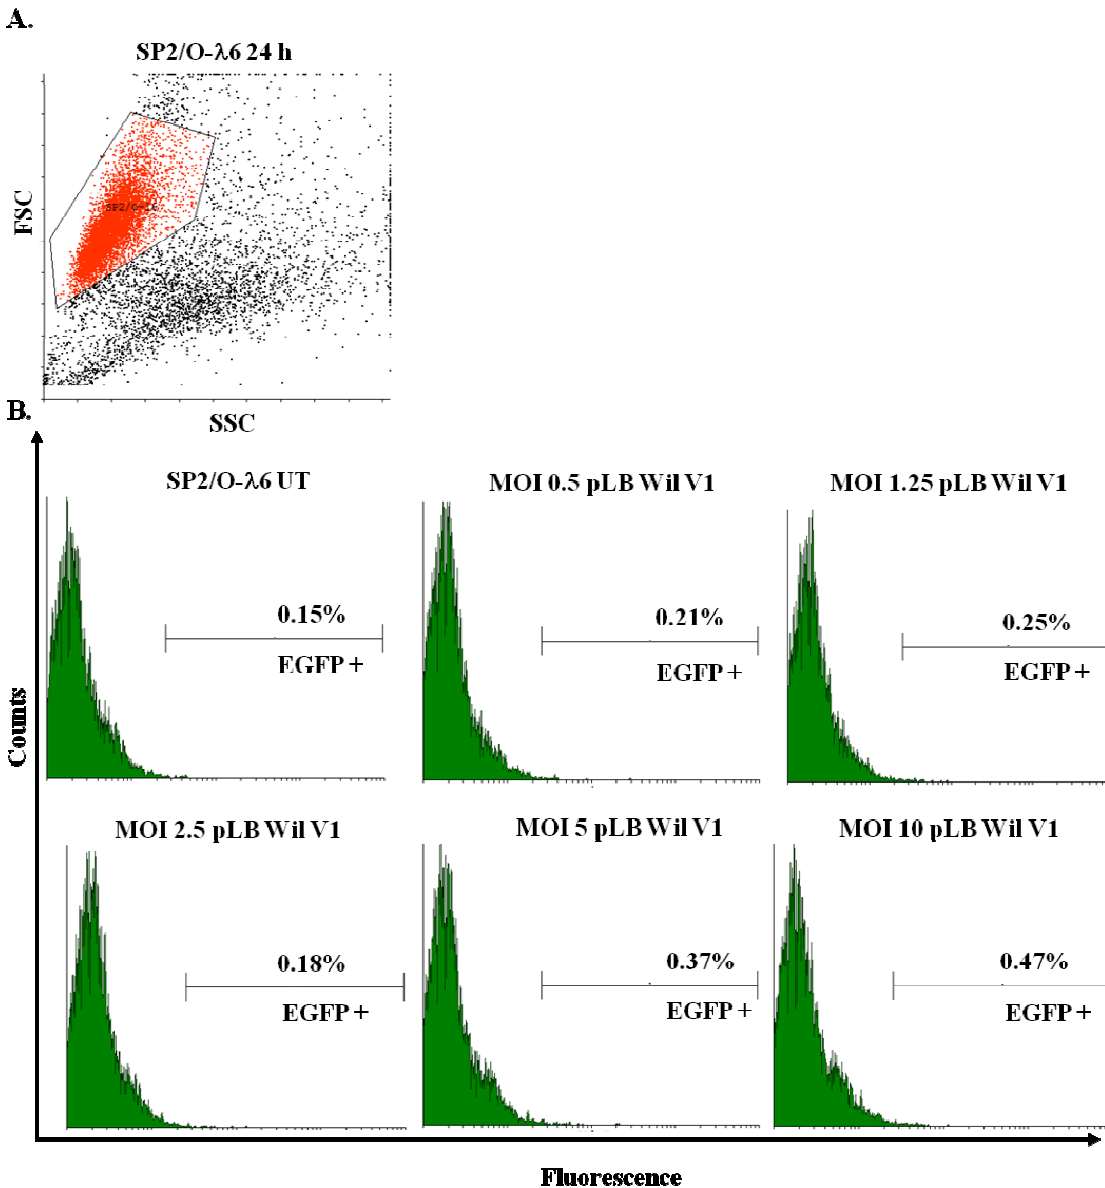 A.
SP2/O-λ6 24 h
FSC
SSC
B.
Counts
SP2/O-λ6 UT
0.15%
EGFP +
MOI 0.5 pLB Wil V1
0.21%
EGFP +
MOI 1.25 pLB Wil V1
0.25%
EGFP +
MOI 2.5 pLB Wil V1
0.18%
EGFP +
MOI 5 pLB Wil V1
0.37%
EGFP +
MOI 10 pLB Wil V1
0.47%
EGFP +
Fluorescence